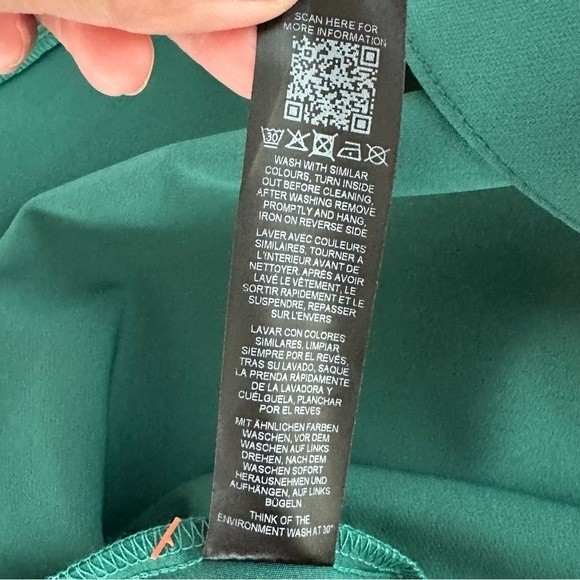 SCAN HERE FOR
MORE INFORMATION
30
WASH WITH SIMILAR
COLOURS, TURN INSIDE
OUT BEFORE CLEANING,
AFTER WASHING REMOVE
PROMPTLY AND HANG,
IRON ON REVERSE SIDE
LAVER AVEC COULEURS
SIMILAIRES, TOURNER A
L'INTERIEUR AVANT DE
NETTOYER, APRÈS AVOIR
LAVÉ LE VÊTEMENT, LE
SORTIR RAPIDEMENT ET LE
SUSPENDRE, REPASSER
SUR L'ENVERS
LAVAR CON COLORES
SIMILARES, LIMPIAR
SIEMPRE POR EL REVÉS,
TRAS SU LAVADO, SAQUE
LA PRENDA RÁPIDAMENTE
DE LA LAVADORA Y
CUÉLGUELA, PLANCHAR
POR EL REVES
MIT ÄHNLICHEN FARBEN
WASCHEN, VOR DEM
WASCHEN AUF LINKS
DREHEN, NACH DEM
WASCHEN SOFORT
HERAUSNEHMEN UND
AUFHÄNGEN, AUF LINKS
BÜGELN
THINK OF THE
ENVIRONMENT WASH AT 30°